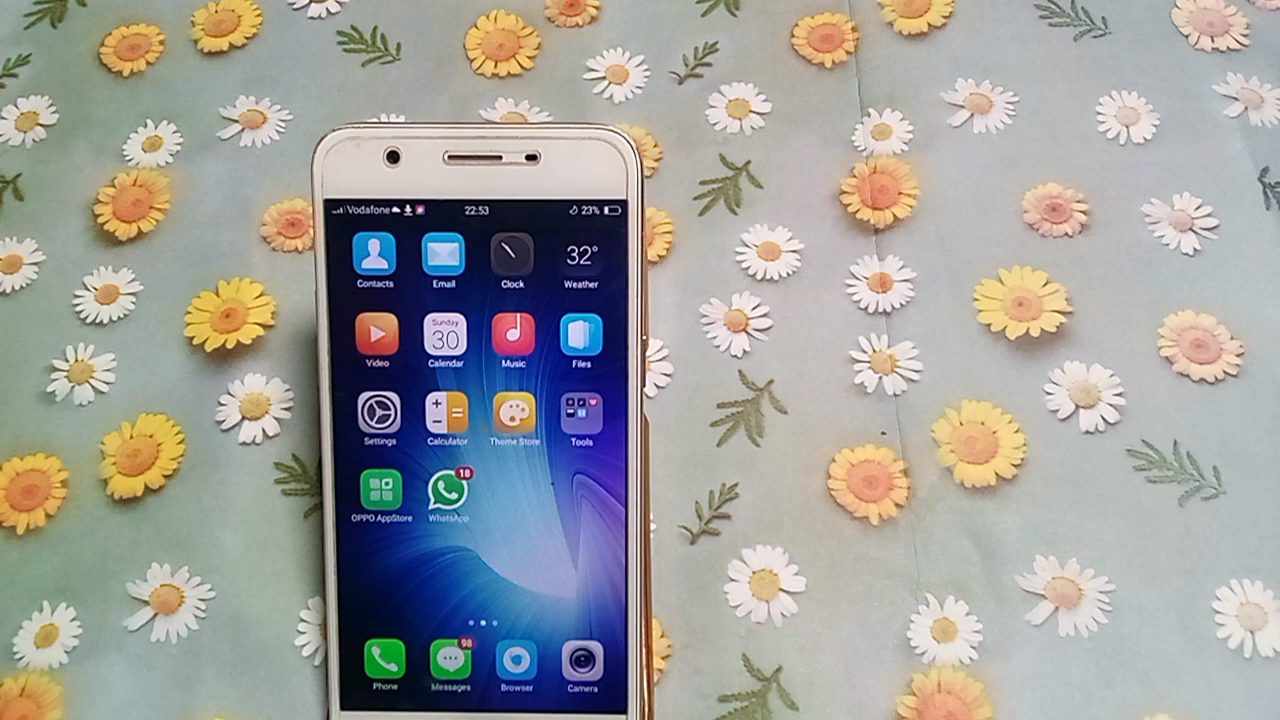 Vodafone 22:53 23%
Contacts Email Clock 32° Weather
Video Sunday 30 Calendar Music Files
Settings Calculator Theme Store Tools
18
OPPO AppStore WhatsApp
98
Phone Messages Browser Camera